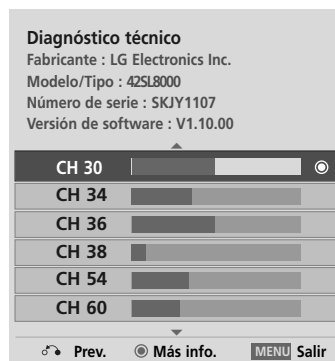 Diagnóstico técnico
Fabricante : LG Electronics Inc.
Modelo/Tipo : 42SL8000
Número de serie : SKJY1107
Versión de software : V1.10.00
CH 30
CH 34
CH 36
CH 38
CH 54
CH 60
Prev. Más info. MENU Salir